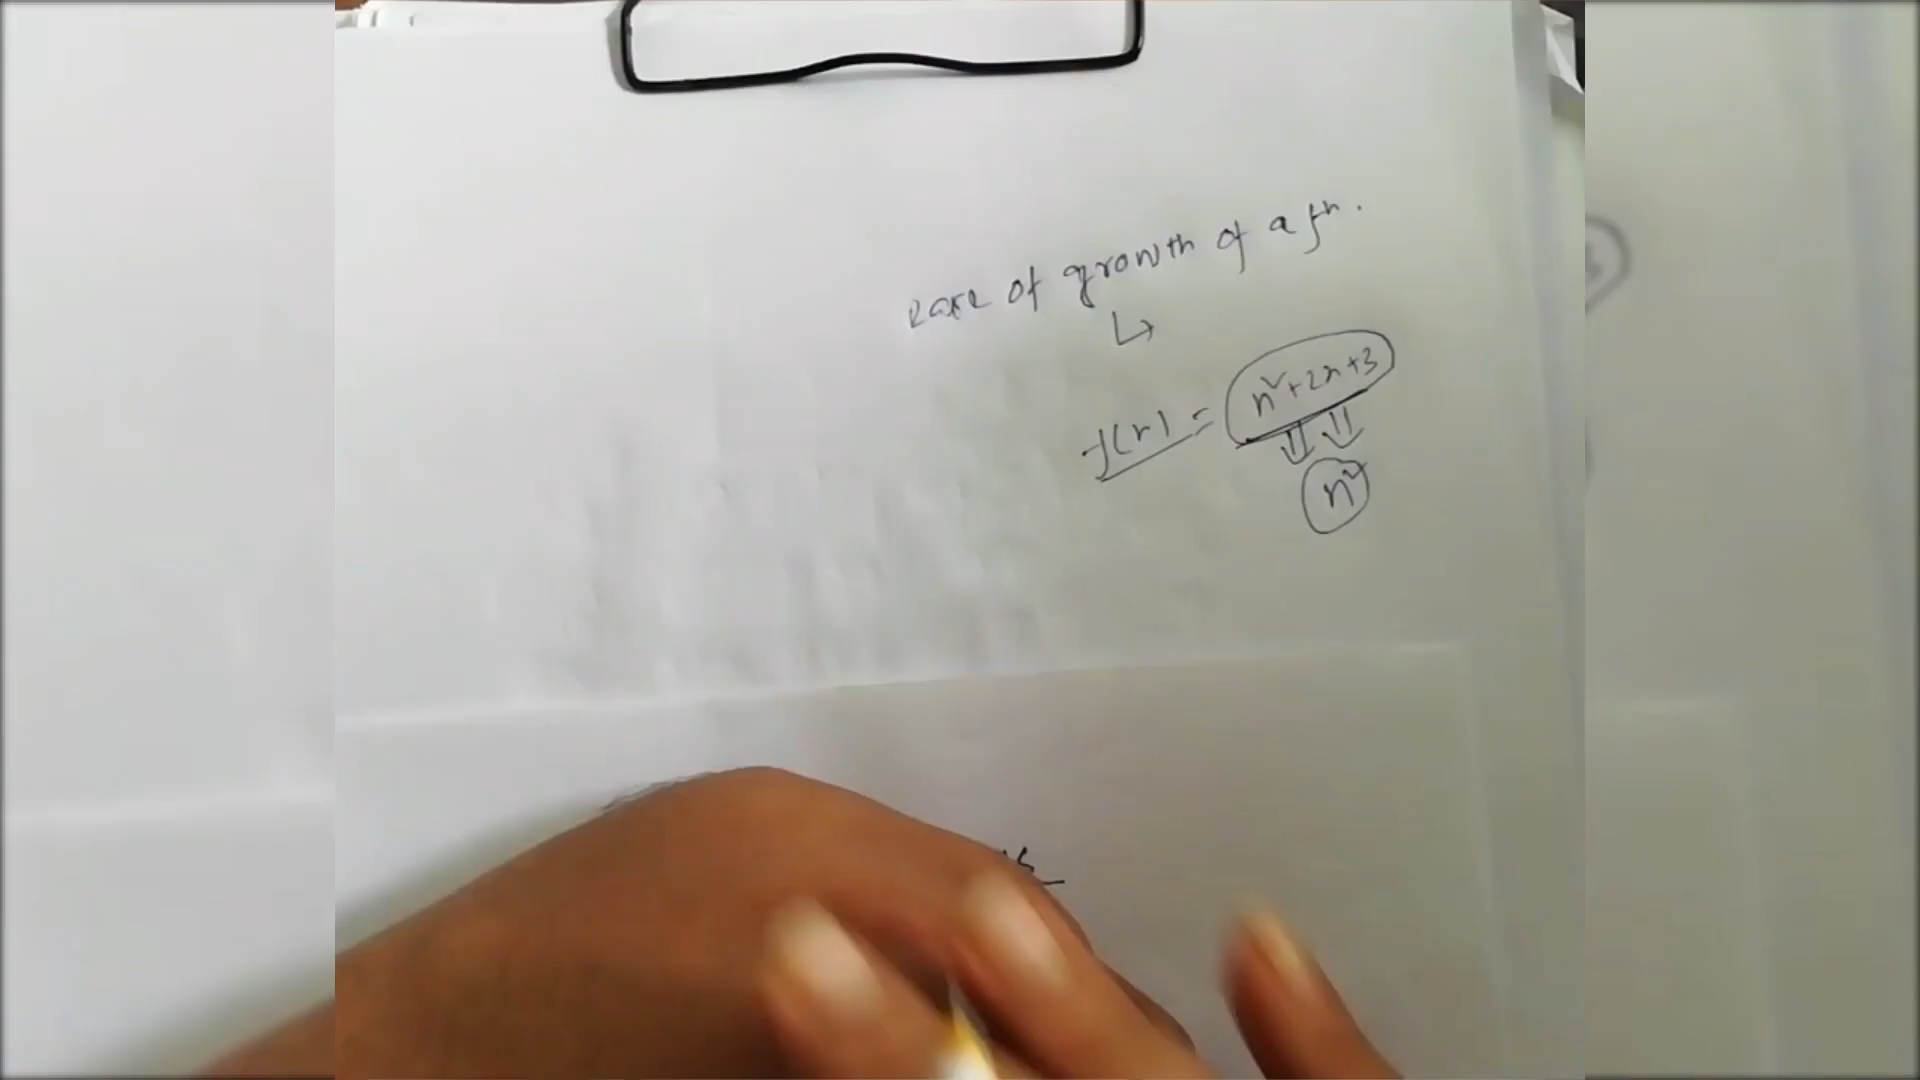 rate of growth of a fn.
↳
f(n) = n²+2n+3
⇓ ⇓
n²